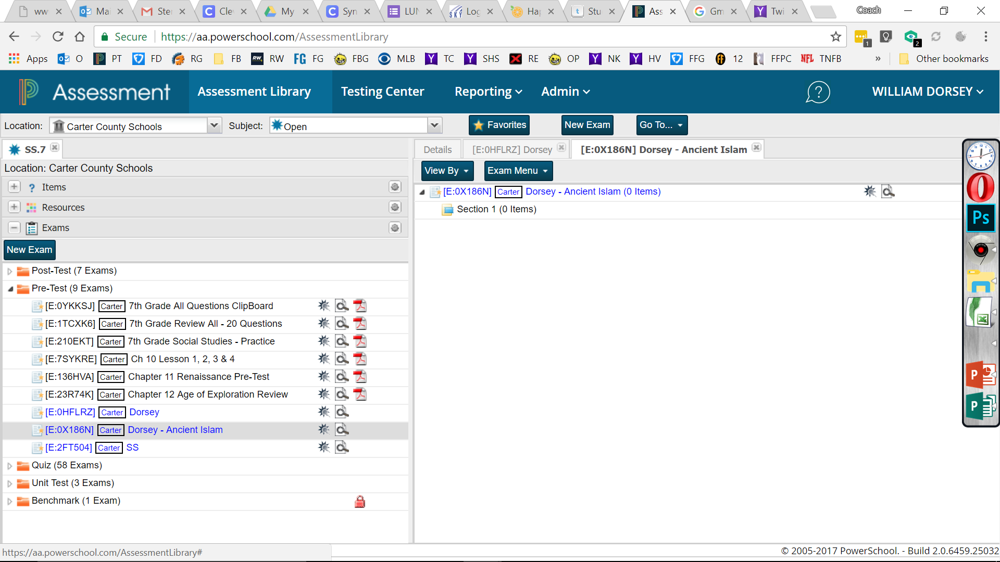 ww
Mai
Ster
Cle
My
Syn
LUN
Log
Hap
Stu
Ass
Gm
Twi
Coach
Secure
https://aa.powerschool.com/AssessmentLibrary
1
2
Apps O PT FD RG FB RW RW FG FG FBG MLB TC SHS RE OP NK HV FFG 12 FFPC NFL TNFB » Other bookmarks
Assessment Assessment Library Testing Center Reporting Admin ? WILLIAM DORSEY
Location: Carter County Schools Subject: Open Favorites New Exam Go To...
SS.7
Details [E:0HFLRZ] Dorsey [E:0X186N] Dorsey - Ancient Islam
Location: Carter County Schools
View By Exam Menu
? Items
Resources
Exams
New Exam
[E:0X186N] Carter Dorsey - Ancient Islam (0 Items)
Section 1 (0 Items)
Post-Test (7 Exams)
Pre-Test (9 Exams)
[E:0YKKSJ] Carter 7th Grade All Questions ClipBoard
[E:1TCXK6] Carter 7th Grade Review All - 20 Questions
[E:210EKT] Carter 7th Grade Social Studies - Practice
[E:7SYKRE] Carter Ch 10 Lesson 1, 2, 3 & 4
[E:136HVA] Carter Chapter 11 Renaissance Pre-Test
[E:23R74K] Carter Chapter 12 Age of Exploration Review
[E:0HFLRZ] Carter Dorsey
[E:0X186N] Carter Dorsey - Ancient Islam
[E:2FT504] Carter SS
Quiz (58 Exams)
Unit Test (3 Exams)
Benchmark (1 Exam)
Ps
P
P
https://aa.powerschool.com/AssessmentLibrary#
© 2005-2017 PowerSchool. - Build 2.0.6459.25032